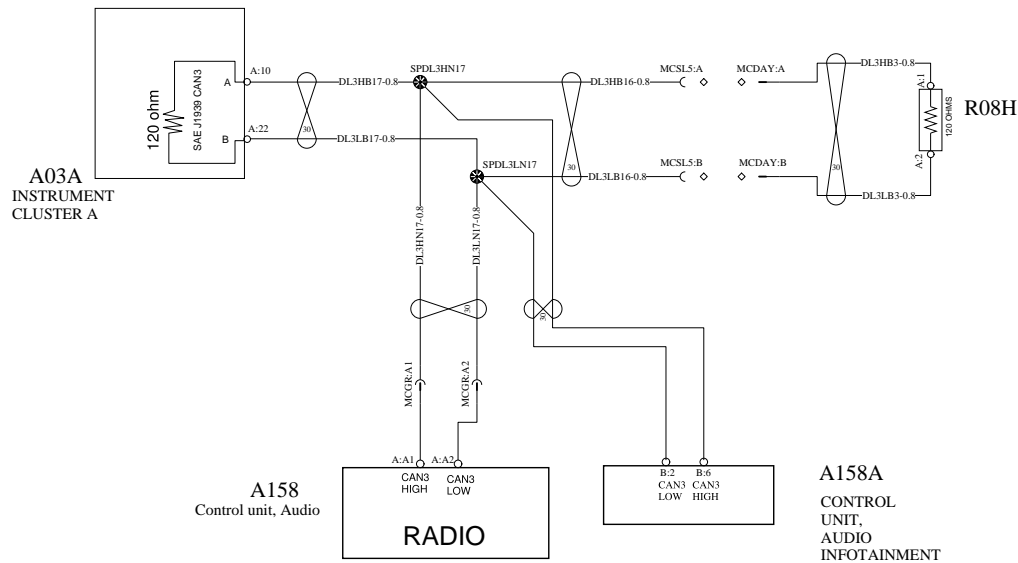 A
B
120 ohm
SAE J1939 CAN3
A:10
A:22
A03A
INSTRUMENT
CLUSTER A
30
DL3HB17-0.8
DL3LB17-0.8
SPDL3HN17
SPDL3LN17
30
DL3HB16-0.8
DL3LB16-0.8
MCSL5:A
MCDAY:A
MCSL5:B
MCDAY:B
30
DL3HB3-0.8
DL3LB3-0.8
A:1
120 OHMS
A:2
R08H
DL3HN17-0.8
DL3LN17-0.8
30
30
MCGR:A1
MCGR:A2
A:A1
A:A2
CAN3
HIGH
CAN3
LOW
RADIO
A158
Control unit, Audio
B:2
CAN3
LOW
B:6
CAN3
HIGH
A158A
CONTROL
UNIT,
AUDIO
INFOTAINMENT